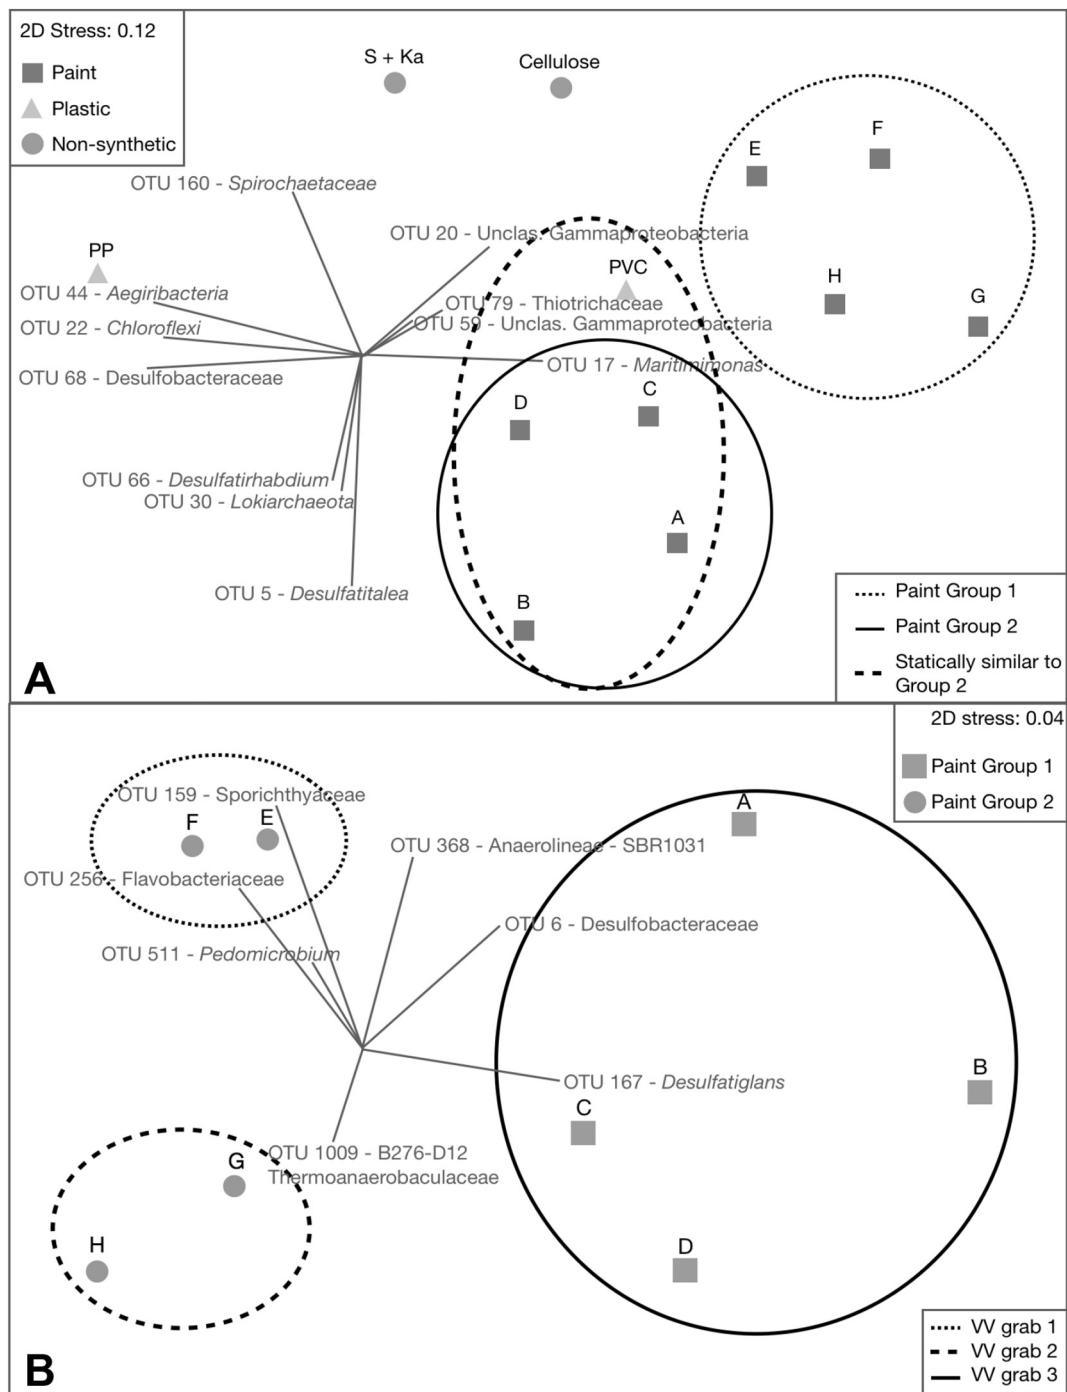 2D Stress: 0.12
Paint
Plastic
Non-synthetic
S + Ka
Cellulose
F
E
OTU 160 - Spirochaetaceae
OTU 20 - Unclas. Gammaproteobacteria
PP
PVC
OTU 44 - Aegiribacteria
OTU 79 - Thiotrichaceae
H
G
OTU 22 - Chloroflexi
OTU 59 - Unclas. Gammaproteobacteria
OTU 17 - Maritimimonas
OTU 68 - Desulfobacteraceae
D
C
OTU 66 - Desulfatirhabdium
OTU 30 - Lokiarchaeota
A
OTU 5 - Desulfatitalea
B
Paint Group 1
Paint Group 2
Statically similar to
Group 2
A
2D stress: 0.04
Paint Group 1
Paint Group 2
OTU 159 - Sporichthyaceae
A
F
E
OTU 368 - Anaerolineae - SBR1031
OTU 256 - Flavobacteriaceae
OTU 6 - Desulfobacteraceae
OTU 511 - Pedomicrobium
B
OTU 167 - Desulfatiglans
C
OTU 1009 - B276-D12
Thermoanaerobaculaceae
G
H
D
VV grab 1
VV grab 2
VV grab 3
B